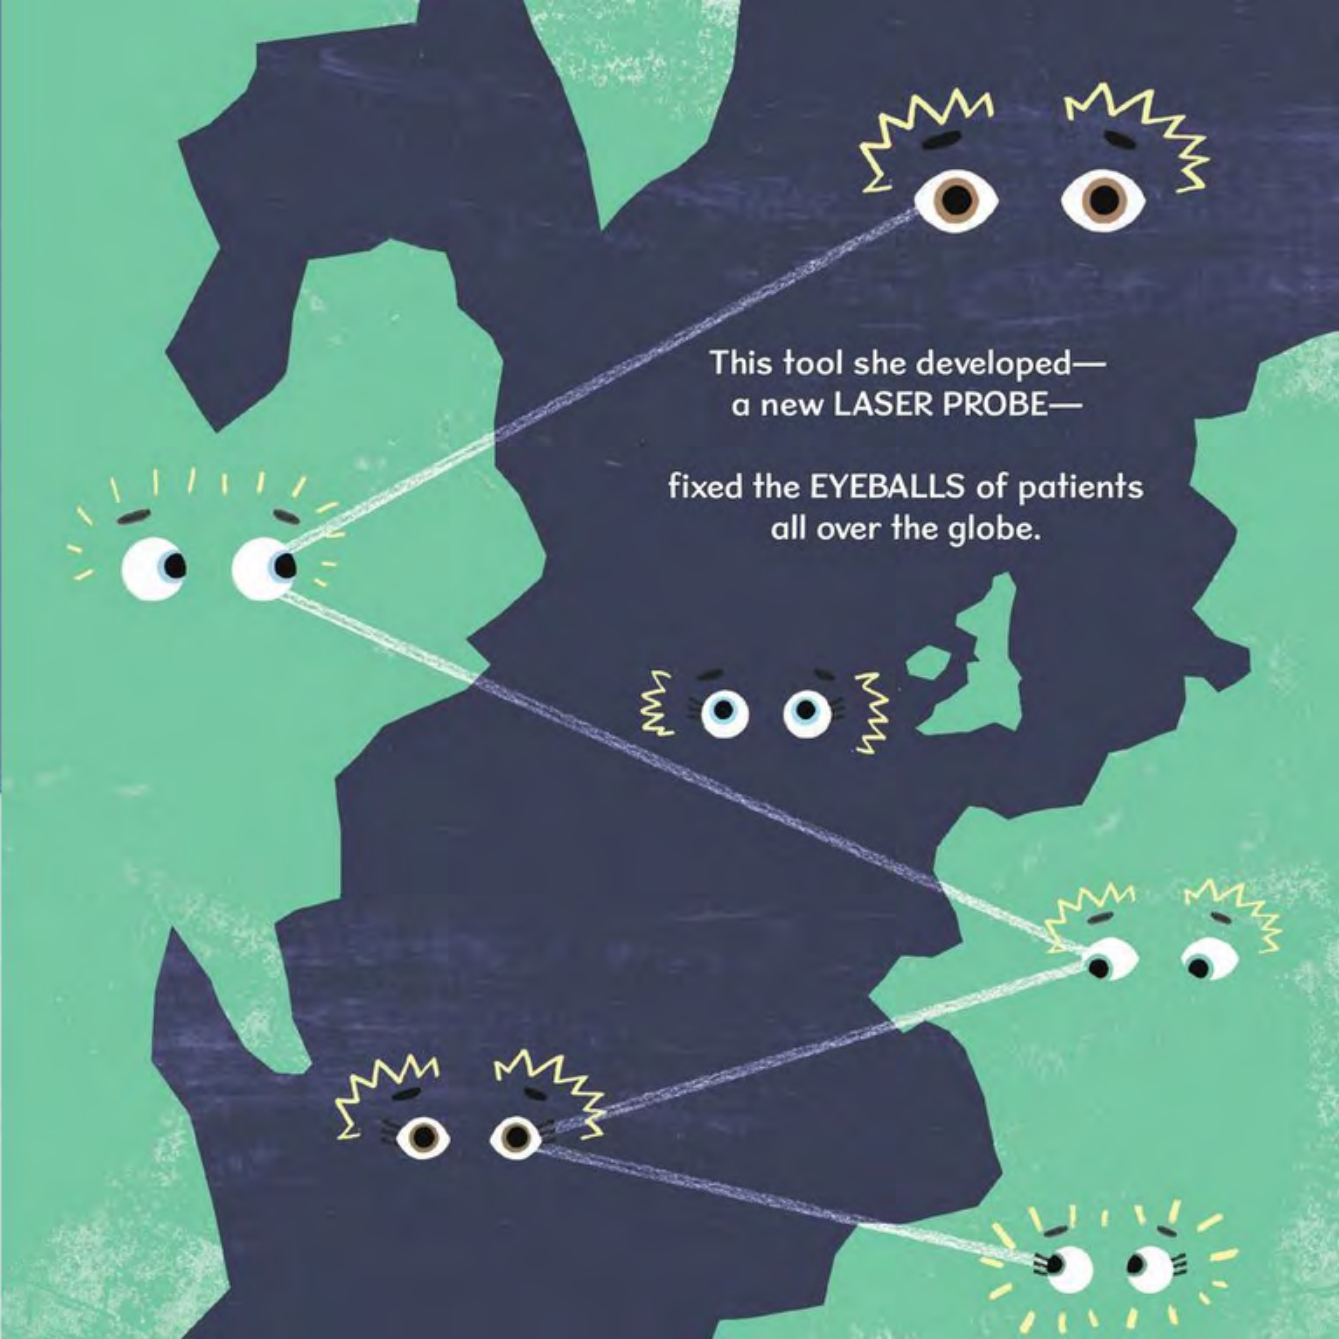 This tool she developed—
a new LASER PROBE—
fixed the EYEBALLS of patients
all over the globe.